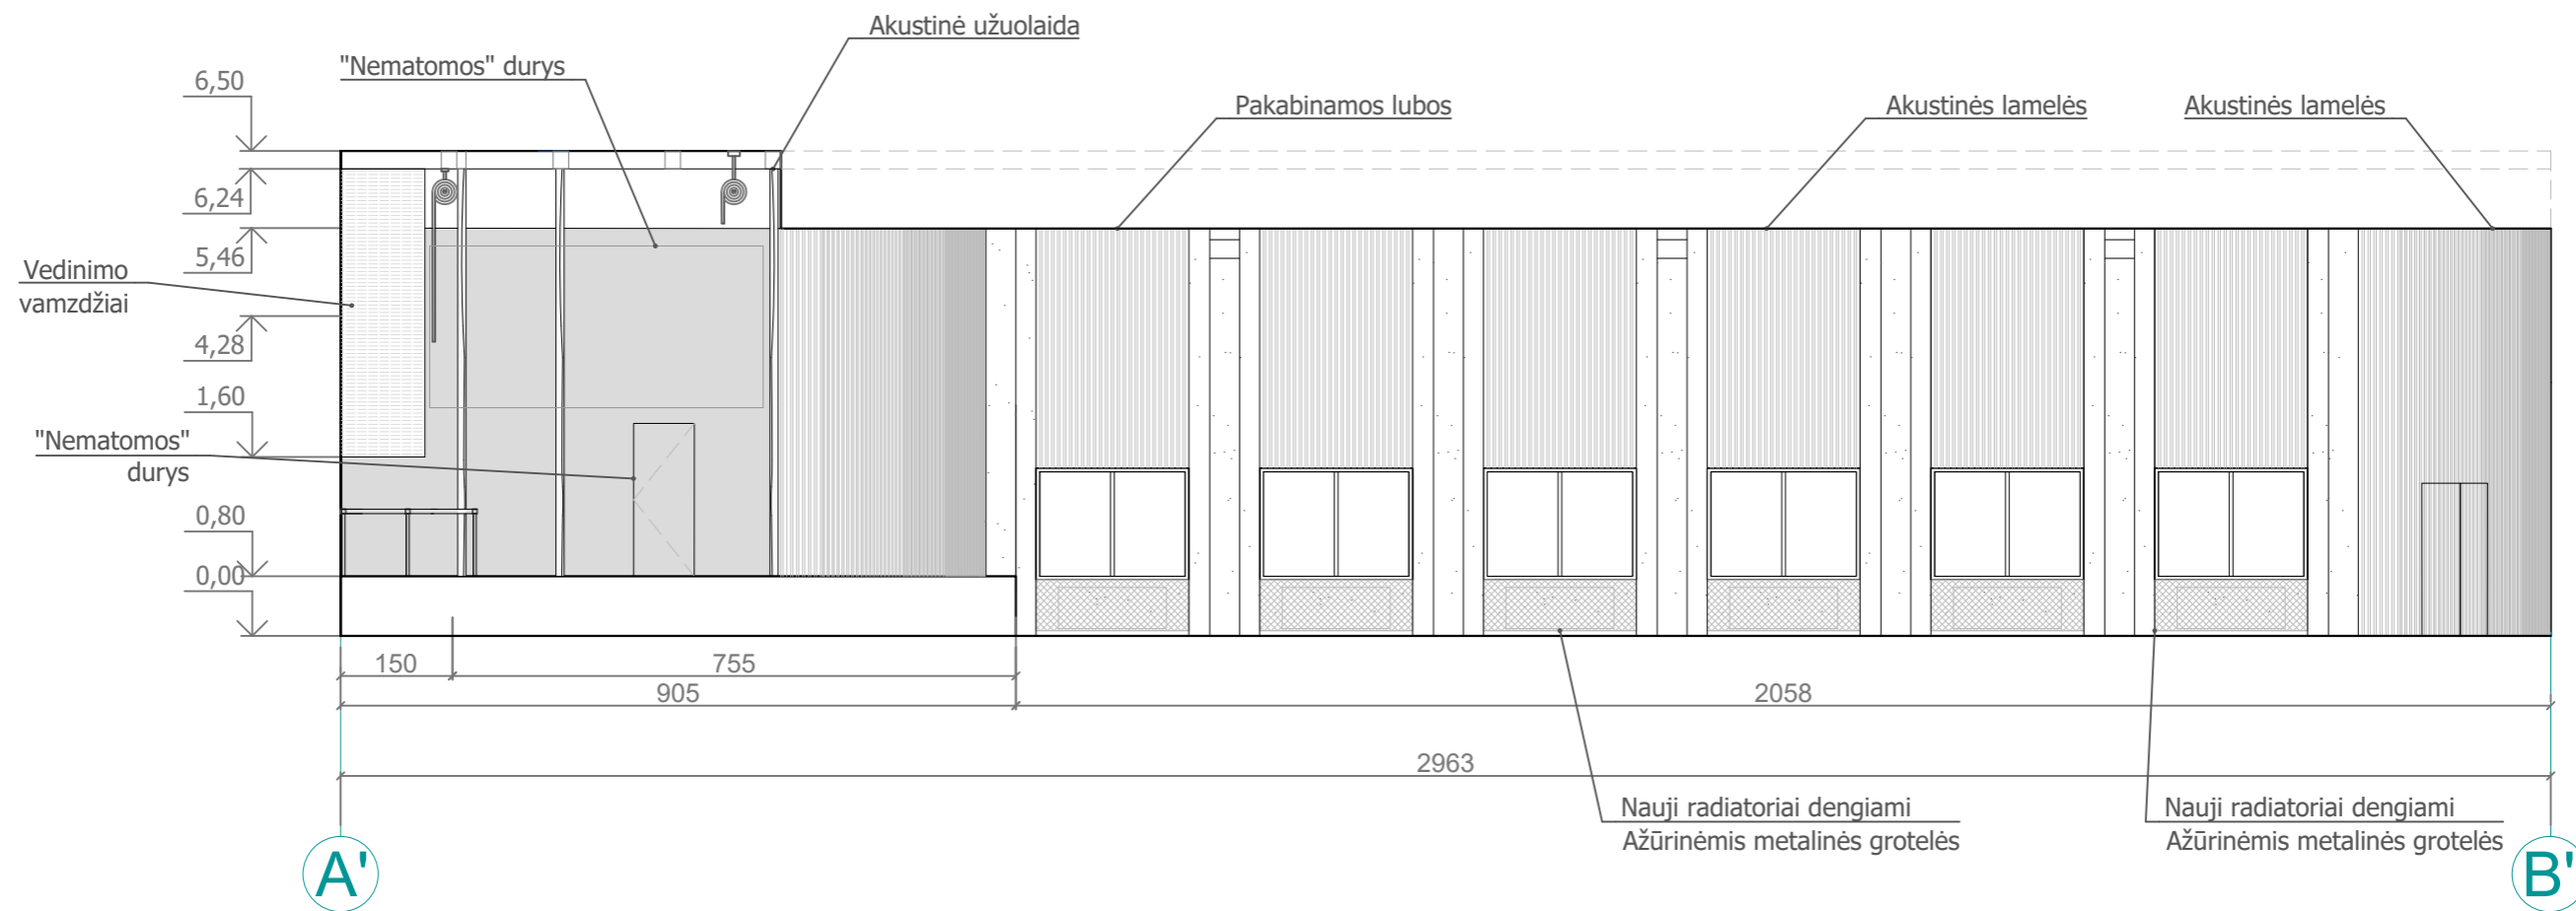 Akustinė užuolaida
"Nematomos" durys
6,50
Pakabinamos lubos
Akustinės lamelės
Akustinės lamelės
6,24
5,46
Vedinimo
vamzdžiai
4,28
1,60
"Nematomos"
durys
0,80
0,00
150
755
905
2058
2963
Nauji radiatoriai dengiami
Ažūrinėmis metalinės grotelės
Nauji radiatoriai dengiami
Ažūrinėmis metalinės grotelės
A'
B'